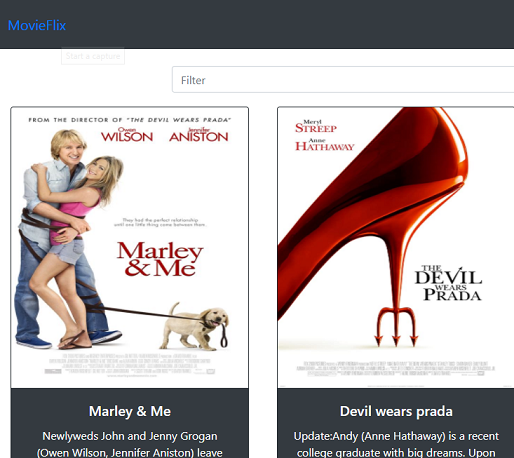 MovieFlix
Start a capture
Filter
FROM THE DIRECTOR OF "THE DEVIL WEARS PRADA"
Owen WILSON Jennifer ANISTON
They had the perfect relationship
until one little thing came between them.
Marley
& Me
Marley & Me
Newlyweds John and Jenny Grogan
(Owen Wilson, Jennifer Aniston) leave
Meryl
STREEP
Anne
HATHAWAY
THE
DEVIL
WEARS
PRADA
Devil wears prada
Update:Andy (Anne Hathaway) is a recent
college graduate with big dreams. Upon